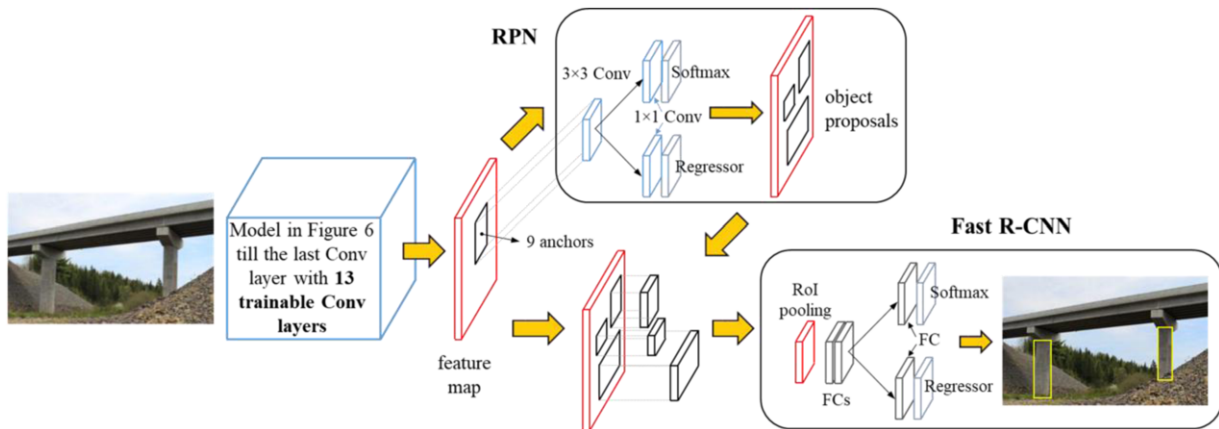 RPN
3×3 Conv
Softmax
1×1 Conv
Regressor
object
proposals
Model in Figure 6
till the last Conv
layer with 13
trainable Conv
layers
9 anchors
feature
map
Fast R-CNN
RoI
pooling
Softmax
FC
FCs
Regressor